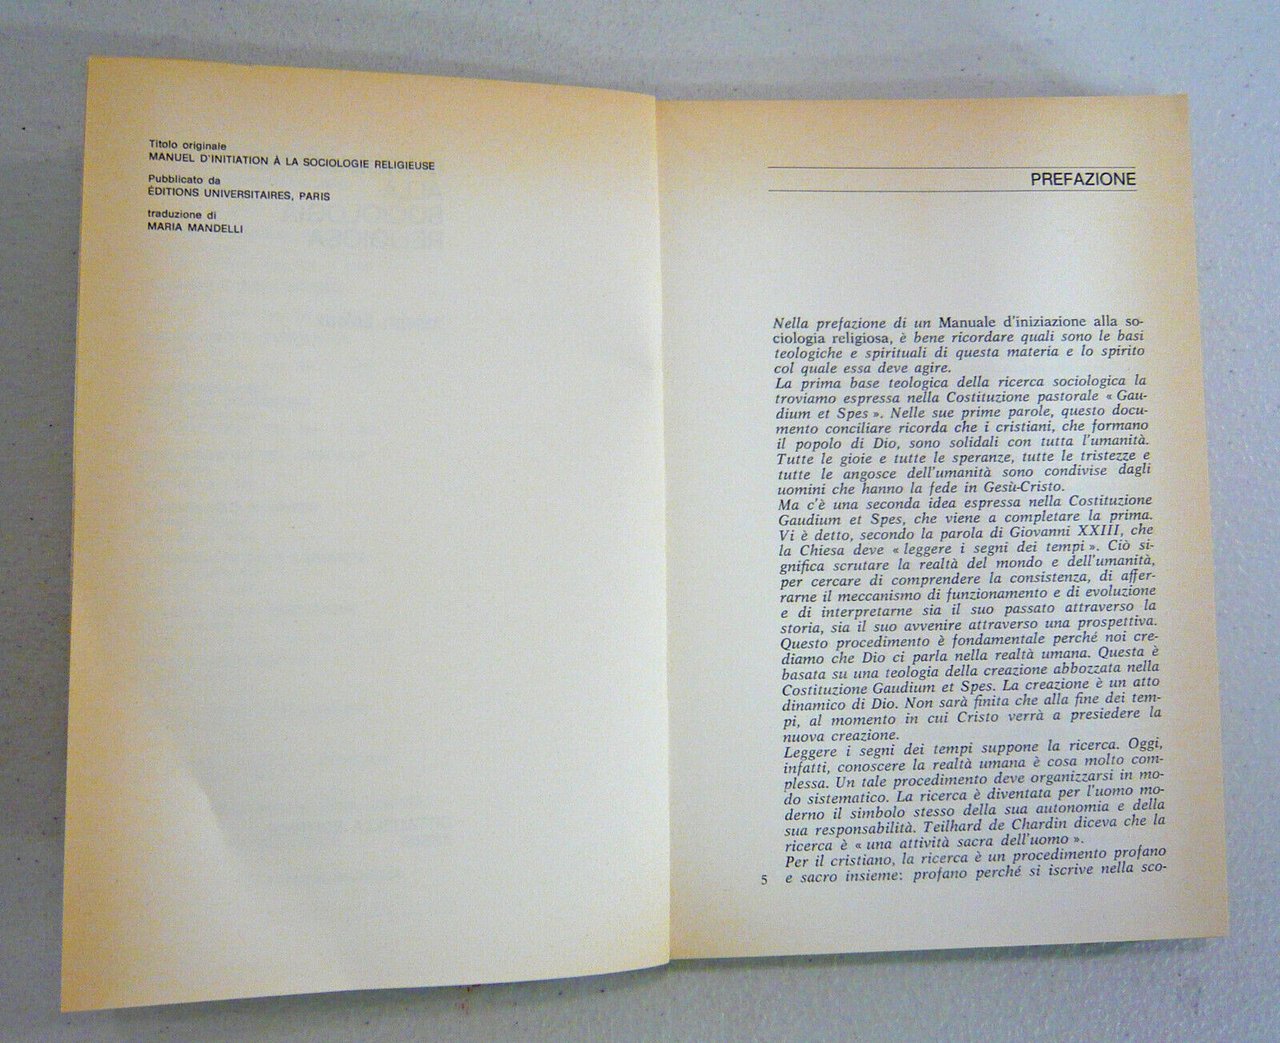 Titolo originale
MANUEL D'INITIATION À LA SOCIOLOGIE RELIGIEUSE
Pubblicato da
ÉDITIONS UNIVERSITAIRES, PARIS
traduzione di
MARIA MANDELLI
PREFAZIONE
Nella prefazione di un Manuale d'iniziazione alla so-
ciologia religiosa, è bene ricordare quali sono le basi
teologiche e spirituali di questa materia e lo spirito
col quale essa deve agire.
La prima base teologica della ricerca sociologica la
troviamo espressa nella Costituzione pastorale « Gau-
dium et Spes ». Nelle sue prime parole, questo docu-
mento conciliare ricorda che i cristiani, che formano
il popolo di Dio, sono solidali con tutta l'umanità.
Tutte le gioie e tutte le speranze, tutte le tristezze e
tutte le angosce dell'umanità sono condivise dagli
uomini che hanno la fede in Gesù-Cristo.
Ma c'è una seconda idea espressa nella Costituzione
Gaudium et Spes, che viene a completare la prima.
Vi è detto, secondo la parola di Giovanni XXIII, che
la Chiesa deve « leggere i segni dei tempi ». Ciò si-
gnifica scrutare la realtà del mondo e dell'umanità,
per cercare di comprendere la consistenza, di affer-
rarne il meccanismo di funzionamento e di evoluzione
e di interpretarne sia il suo passato attraverso la
storia, sia il suo avvenire attraverso una prospettiva.
Questo procedimento è fondamentale perché noi cre-
diamo che Dio ci parla nella realtà umana. Questa è
basata su una teologia della creazione abbozzata nella
Costituzione Gaudium et Spes. La creazione è un atto
dinamico di Dio. Non sarà finita che alla fine dei tem-
pi, al momento in cui Cristo verrà a presiedere la
nuova creazione.
Leggere i segni dei tempi suppone la ricerca. Oggi,
infatti, conoscere la realtà umana è cosa molto com-
plessa. Un tale procedimento deve organizzarsi in mo-
do sistematico. La ricerca è diventata per l'uomo mo-
derno il simbolo stesso della sua autonomia e della
sua responsabilità. Teilhard de Chardin diceva che la
ricerca è « una attività sacra dell'uomo ».
Per il cristiano, la ricerca è un procedimento profano
5 e sacro insieme: profano perché si iscrive nella sco-